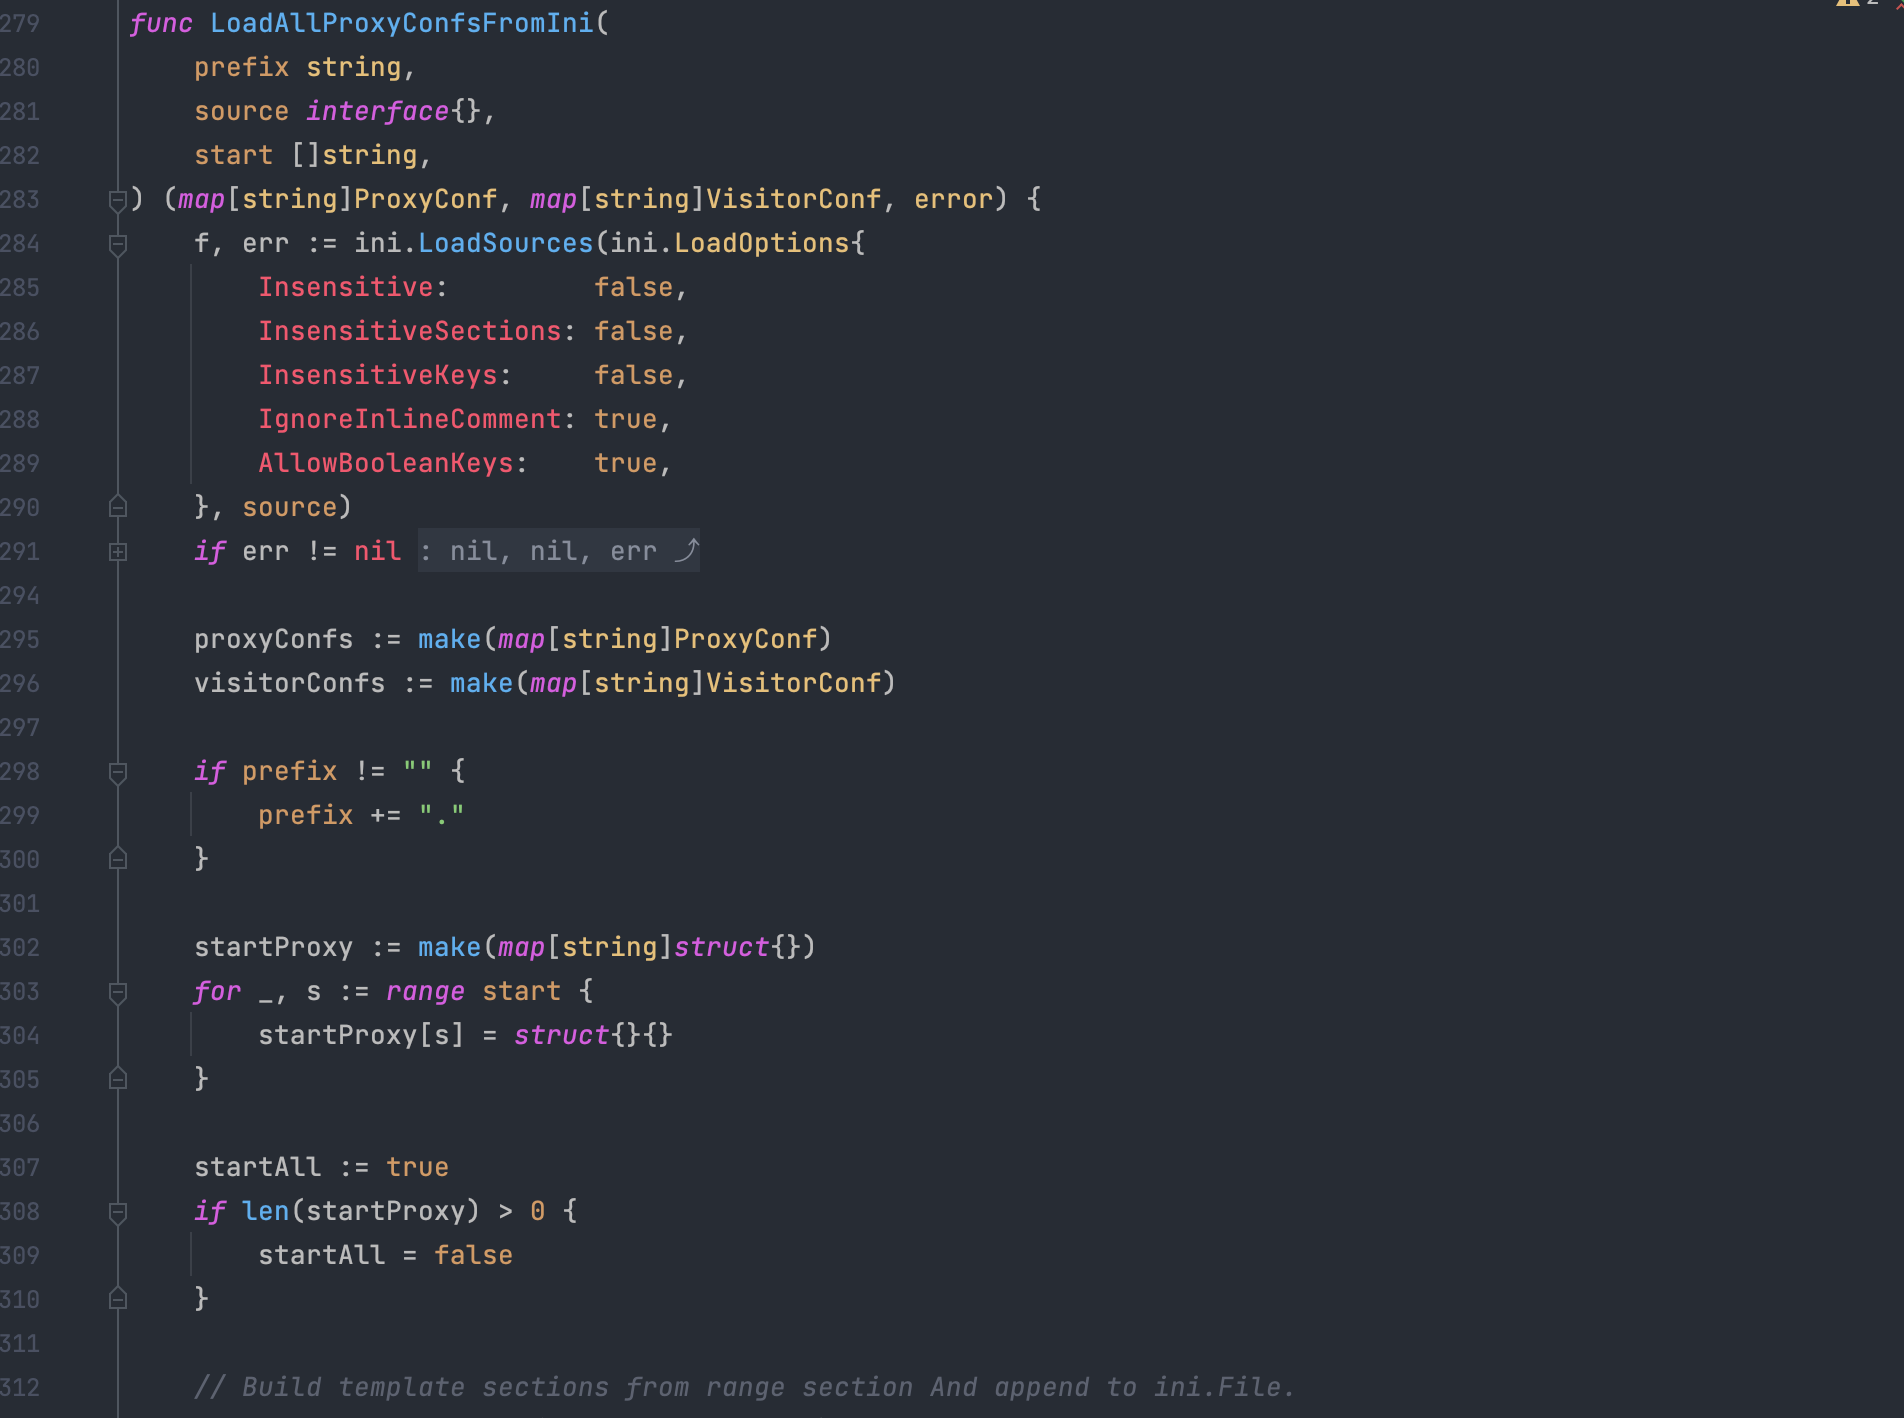 279 func LoadAllProxyConfsFromIni(
280     prefix string,
281     source interface{},
282     start []string,
283 ) (map[string]ProxyConf, map[string]VisitorConf, error) {
284     f, err := ini.LoadSources(ini.LoadOptions{
285         Insensitive:         false,
286         InsensitiveSections: false,
287         InsensitiveKeys:     false,
288         IgnoreInlineComment: true,
289         AllowBooleanKeys:    true,
290     }, source)
291     if err != nil : nil, nil, err ⤴
294
295     proxyConfs := make(map[string]ProxyConf)
296     visitorConfs := make(map[string]VisitorConf)
297
298     if prefix != "" {
299         prefix += "."
300     }
301
302     startProxy := make(map[string]struct{})
303     for _, s := range start {
304         startProxy[s] = struct{}{}
305     }
306
307     startAll := true
308     if len(startProxy) > 0 {
309         startAll = false
310     }
311
312     // Build template sections from range section And append to ini.File.